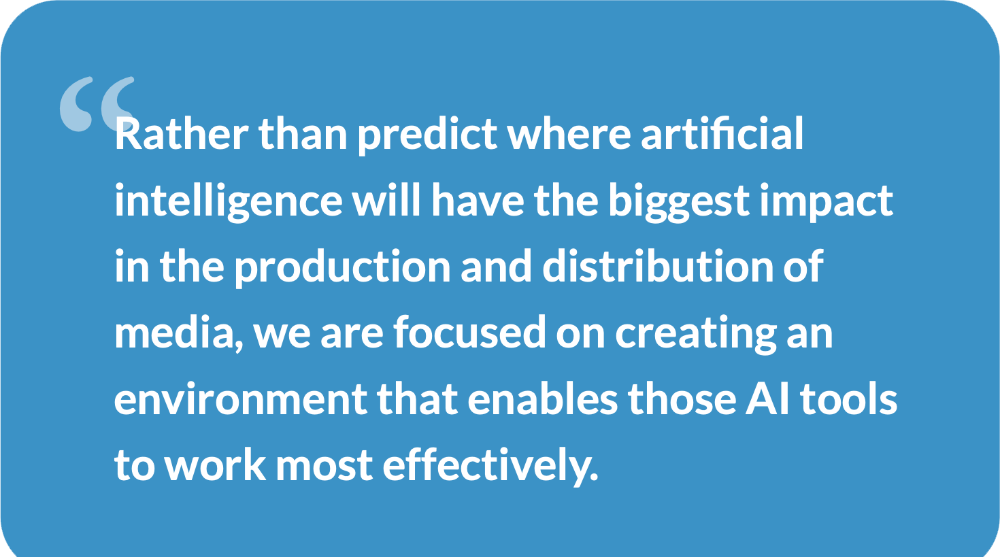 “Rather than predict where artificial
intelligence will have the biggest impact
in the production and distribution of
media, we are focused on creating an
environment that enables those AI tools
to work most effectively.